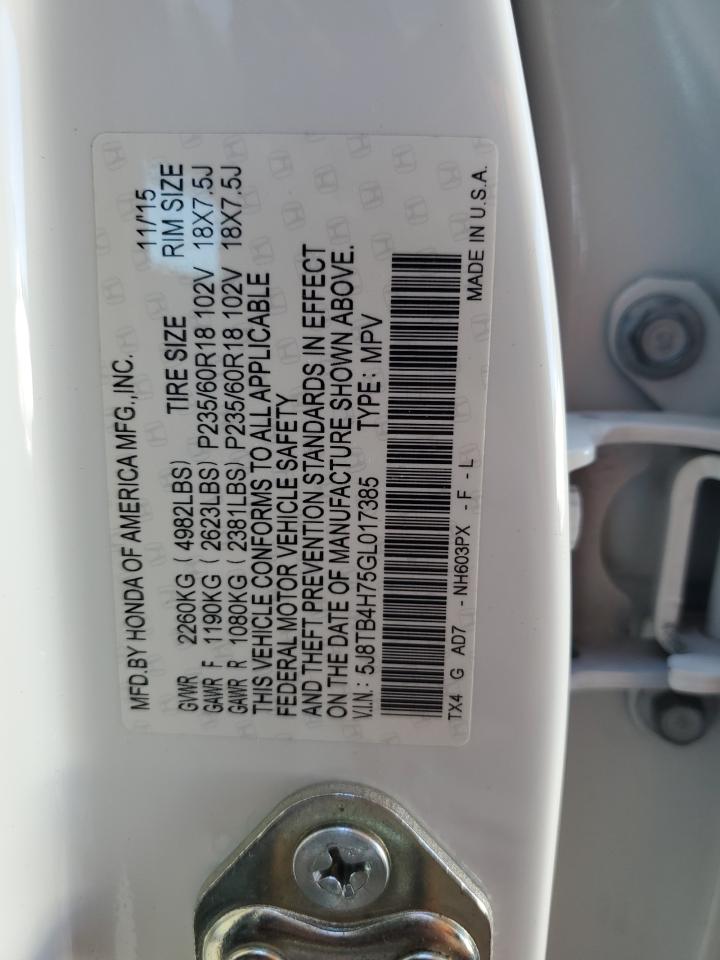 MFD.BY HONDA OF AMERICA MFG.,INC. 11/15
GVWR 2260KG ( 4982LBS) TIRE SIZE RIM SIZE
GAWR F 1190KG ( 2623LBS) P235/60R18 102V 18X7.5J
GAWR R 1080KG ( 2381LBS) P235/60R18 102V 18X7.5J
THIS VEHICLE CONFORMS TO ALL APPLICABLE
FEDERAL MOTOR VEHICLE SAFETY
AND THEFT PREVENTION STANDARDS IN EFFECT
ON THE DATE OF MANUFACTURE SHOWN ABOVE.
V.I.N.: 5J8TB4H75GL017385 TYPE: MPV
TX4 G AD7 - NH603PX - F - L MADE IN U.S.A.